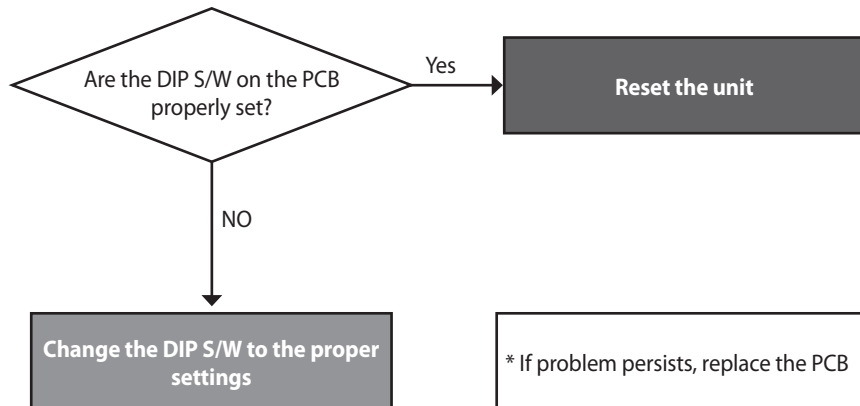 Are the DIP S/W on the PCB
properly set?
Yes
Reset the unit
NO
Change the DIP S/W to the proper
settings
* If problem persists, replace the PCB